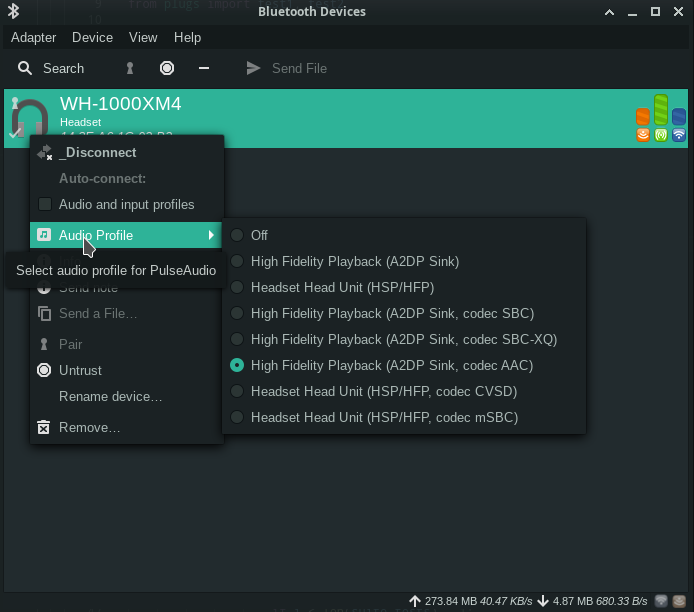 from plugs import
10
Bluetooth Devices
Adapter Device View Help
Search Send File
WH-1000XM4
Headset
_Disconnect
Auto-connect:
Audio and input profiles
Audio Profile
Select audio profile for PulseAudio
Send note
Send a File…
Pair
Untrust
Rename device…
Remove…
Off
High Fidelity Playback (A2DP Sink)
Headset Head Unit (HSP/HFP)
High Fidelity Playback (A2DP Sink, codec SBC)
High Fidelity Playback (A2DP Sink, codec SBC-XQ)
High Fidelity Playback (A2DP Sink, codec AAC)
Headset Head Unit (HSP/HFP, codec CVSD)
Headset Head Unit (HSP/HFP, codec mSBC)
273.84 MB 40.47 KB/s 4.87 MB 680.33 B/s